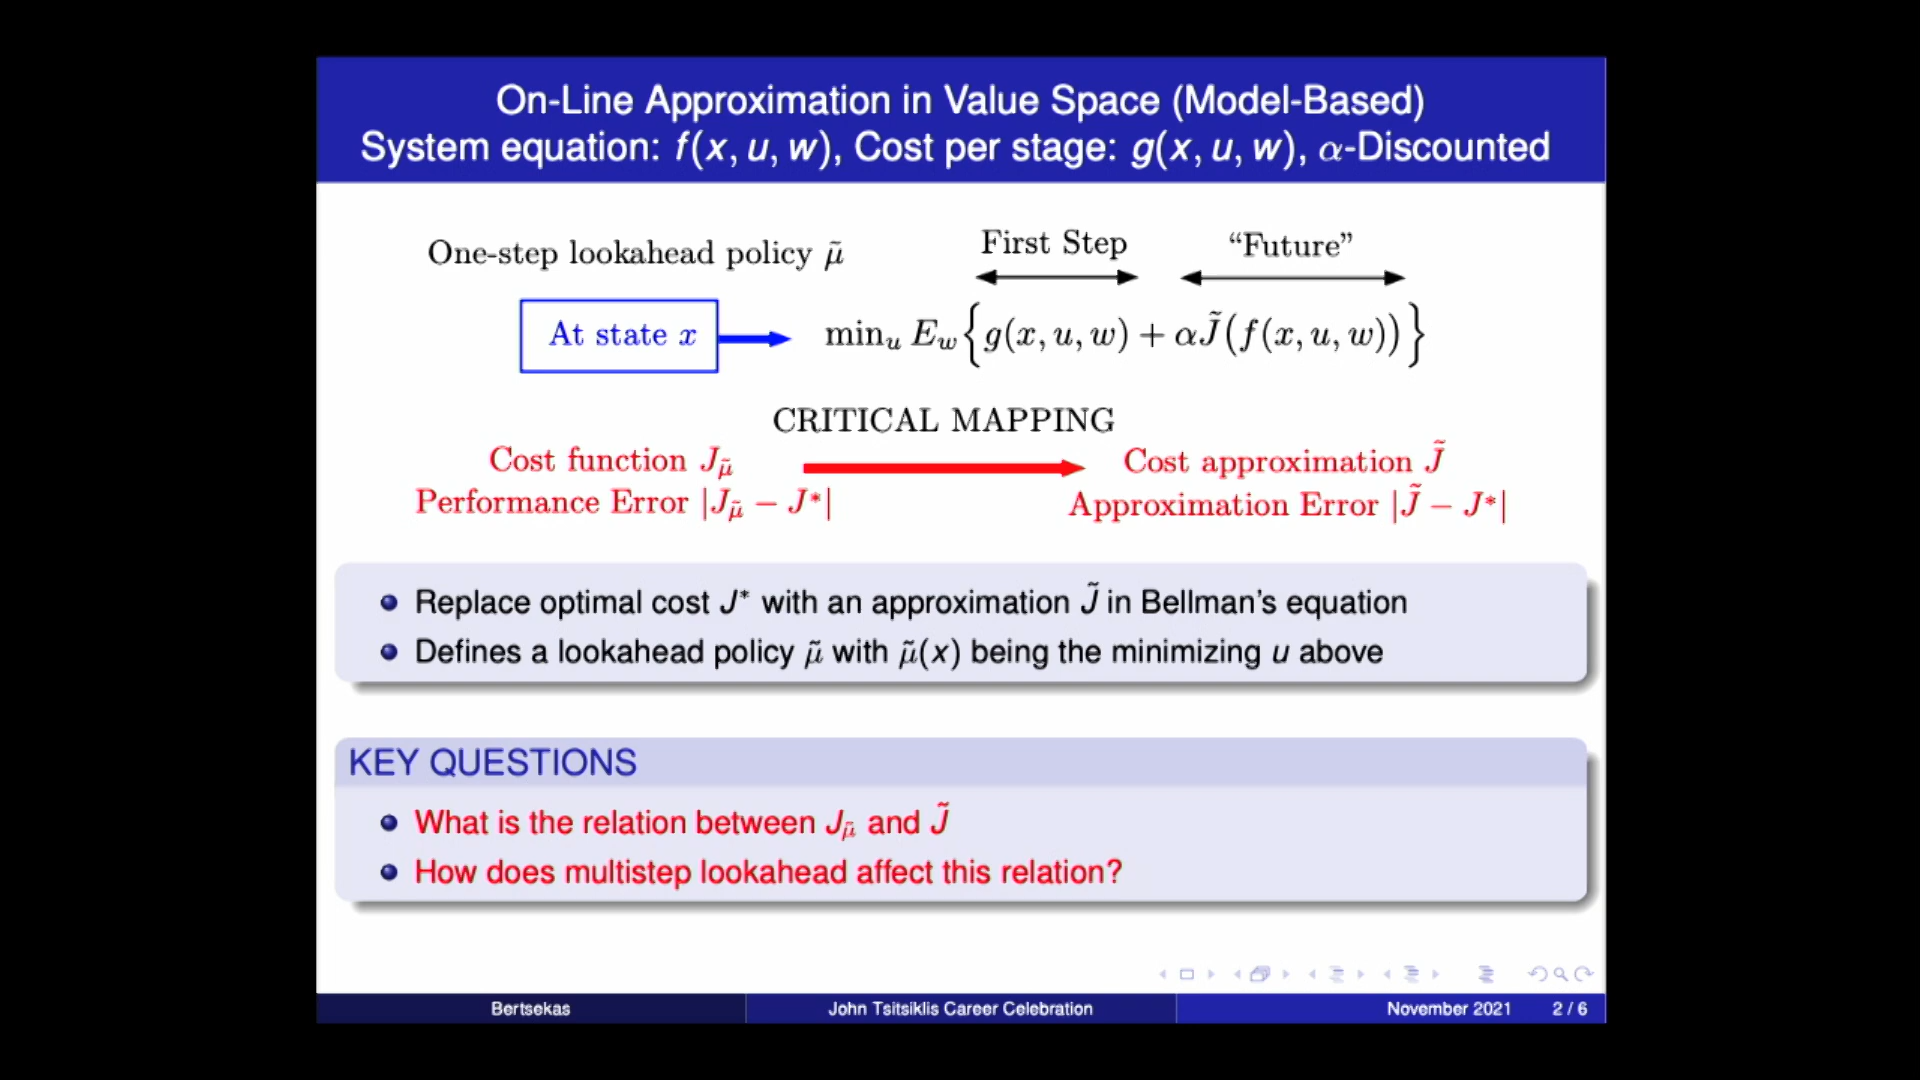 On-Line Approximation in Value Space (Model-Based)
System equation: f(x, u, w), Cost per stage: g(x, u, w), α-Discounted
One-step lookahead policy μ̃
First Step
“Future”
At state x
minᵤ E_w{g(x, u, w) + αJ̃(f(x, u, w))}
CRITICAL MAPPING
Cost function J_μ̃
Cost approximation J̃
Performance Error |J_μ̃ − J*|
Approximation Error |J̃ − J*|
Replace optimal cost J* with an approximation J̃ in Bellman's equation
Defines a lookahead policy μ̃ with μ̃(x) being the minimizing u above
KEY QUESTIONS
What is the relation between J_μ̃ and J̃
How does multistep lookahead affect this relation?
Bertsekas
John Tsitsiklis Career Celebration
November 2021
2 / 6